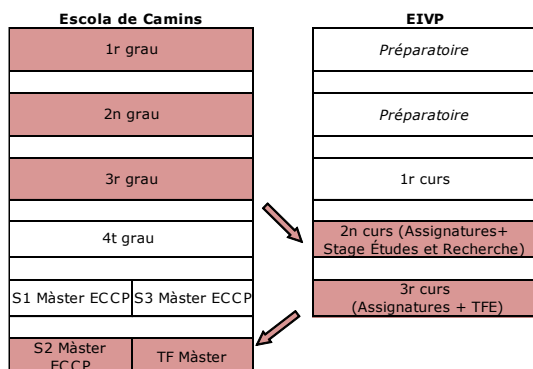 Escola de Camins
1r grau
2n grau
3r grau
4t grau
S1 Màster ECCP
S3 Màster ECCP
S2 Màster
ECCP
TF Màster
EIVP
Préparatoire
Préparatoire
1r curs
2n curs (Assignatures+
Stage Études et Recherche)
3r curs
(Assignatures + TFE)